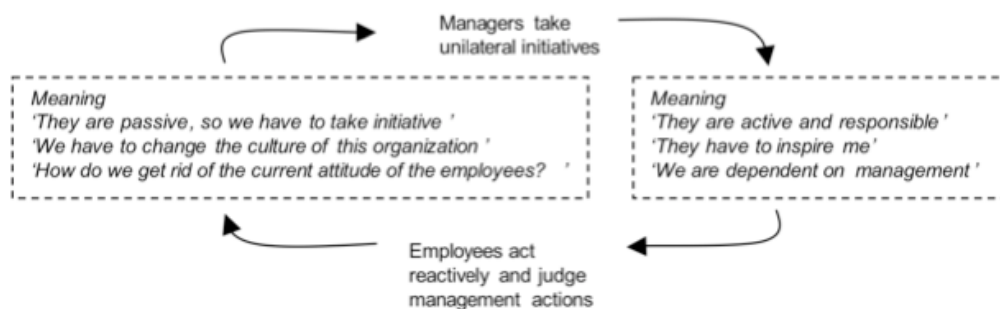 Managers take
unilateral initiatives
Meaning
‘They are passive, so we have to take initiative ’
‘We have to change the culture of this organization ’
‘How do we get rid of the current attitude of the employees? ’
Meaning
‘They are active and responsible ’
‘They have to inspire me’
‘We are dependent on management ’
Employees act
reactively and judge
management actions